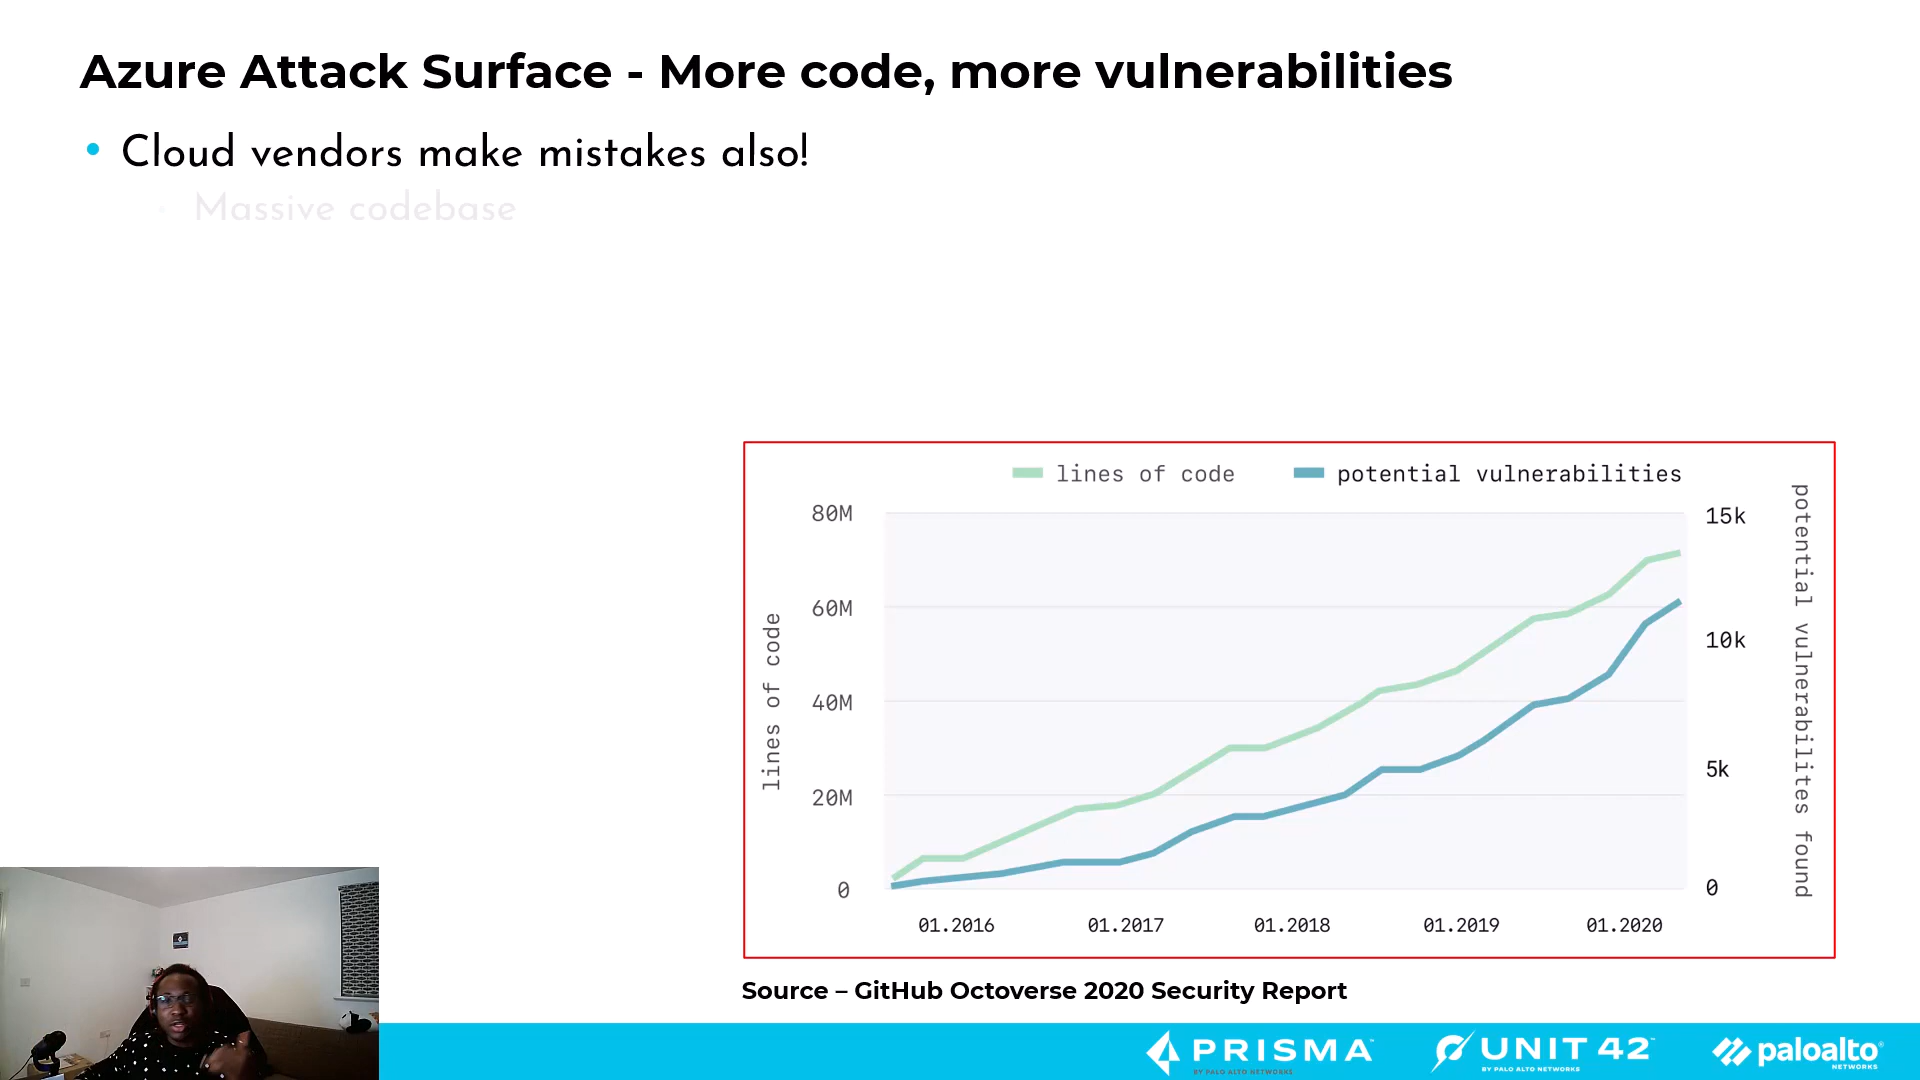 Azure Attack Surface - More code, more vulnerabilities
• Cloud vendors make mistakes also!
• Massive codebase
lines of code
potential vulnerabilities
80M
60M
40M
20M
0
lines of code
15k
10k
5k
0
potential vulnerabilites found
01.2016 01.2017 01.2018 01.2019 01.2020
Source – GitHub Octoverse 2020 Security Report
PRISMA™
BY PALO ALTO NETWORKS
UNIT 42™
BY PALO ALTO NETWORKS
paloalto®
NETWORKS